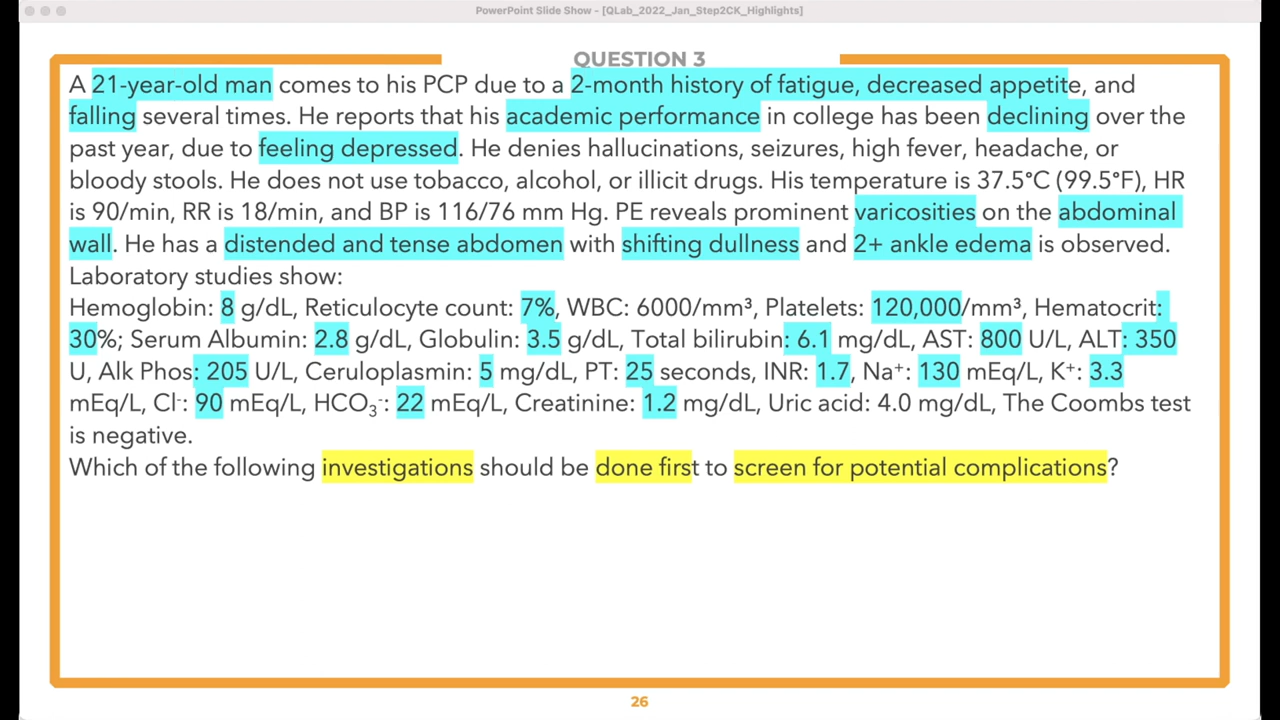 PowerPoint Slide Show - [QLab_2022_Jan_Step2CK_Highlights]
QUESTION 3
A 21-year-old man comes to his PCP due to a 2-month history of fatigue, decreased appetite, and
falling several times. He reports that his academic performance in college has been declining over the
past year, due to feeling depressed. He denies hallucinations, seizures, high fever, headache, or
bloody stools. He does not use tobacco, alcohol, or illicit drugs. His temperature is 37.5°C (99.5°F), HR
is 90/min, RR is 18/min, and BP is 116/76 mm Hg. PE reveals prominent varicosities on the abdominal
wall. He has a distended and tense abdomen with shifting dullness and 2+ ankle edema is observed.
Laboratory studies show:
Hemoglobin: 8 g/dL, Reticulocyte count: 7%, WBC: 6000/mm³, Platelets: 120,000/mm³, Hematocrit:
30%; Serum Albumin: 2.8 g/dL, Globulin: 3.5 g/dL, Total bilirubin: 6.1 mg/dL, AST: 800 U/L, ALT: 350
U, Alk Phos: 205 U/L, Ceruloplasmin: 5 mg/dL, PT: 25 seconds, INR: 1.7, Na⁺: 130 mEq/L, K⁺: 3.3
mEq/L, Cl⁻: 90 mEq/L, HCO₃⁻: 22 mEq/L, Creatinine: 1.2 mg/dL, Uric acid: 4.0 mg/dL, The Coombs test
is negative.
Which of the following investigations should be done first to screen for potential complications?
26